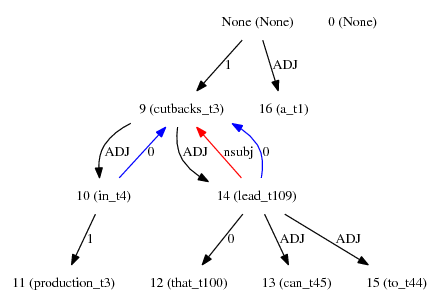 None (None) 0 (None)
1 ADJ
9 (cutbacks_t3) 16 (a_t1)
ADJ 0 ADJ nsubj 0
10 (in_t4) 14 (lead_t109)
1 0 ADJ ADJ
11 (production_t3) 12 (that_t100) 13 (can_t45) 15 (to_t44)